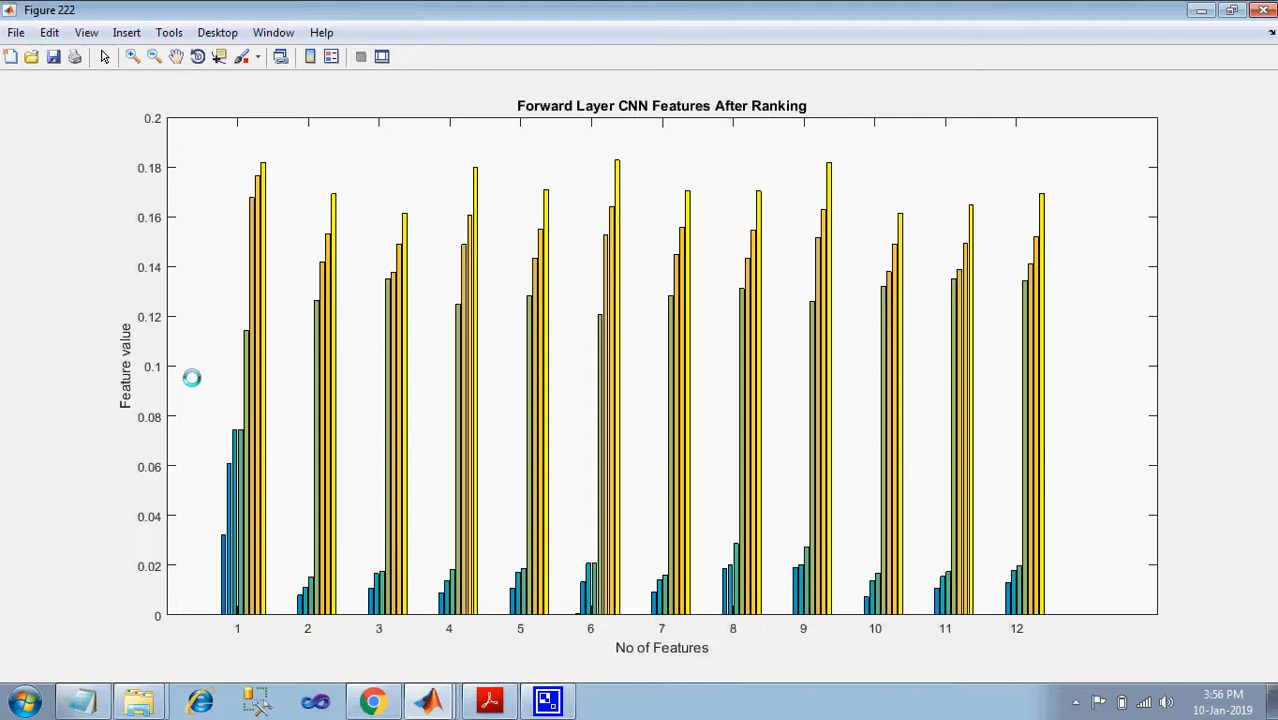 Figure 222
File Edit View Insert Tools Desktop Window Help
Forward Layer CNN Features After Ranking
0.2
0.18
0.16
0.14
0.12
0.1
0.08
0.06
0.04
0.02
0
Feature value
1 2 3 4 5 6 7 8 9 10 11 12
No of Features
3:56 PM
10-Jan-2019